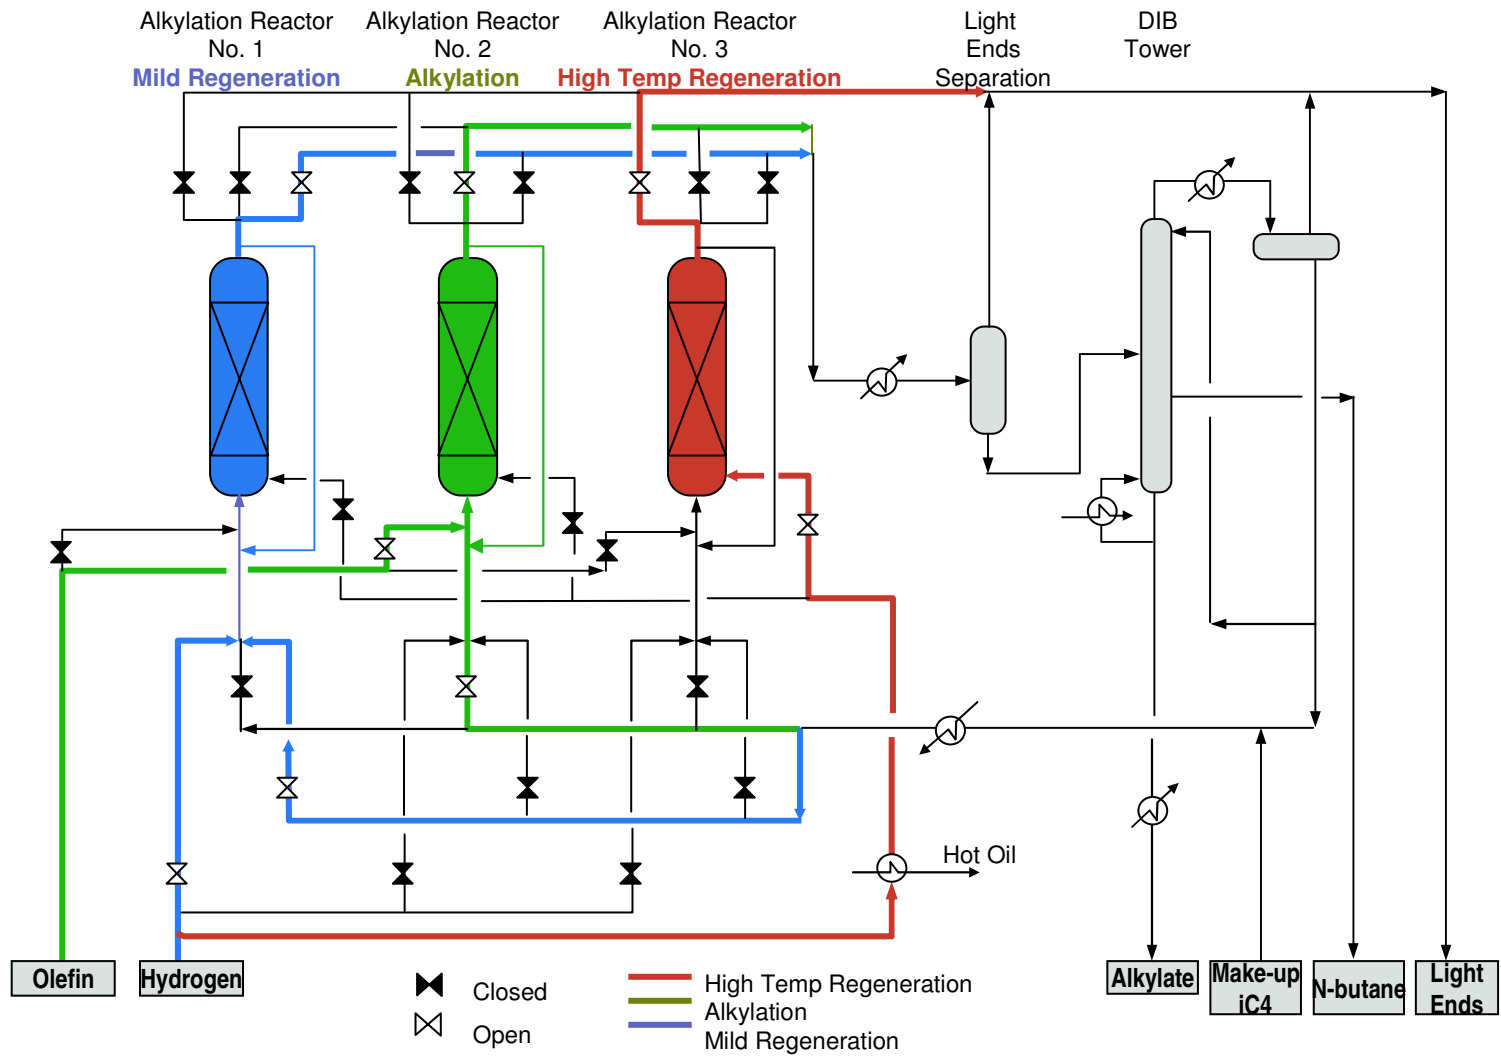 Alkylation Reactor
No. 1
Mild Regeneration
Alkylation Reactor
No. 2
Alkylation
Alkylation Reactor
No. 3
High Temp Regeneration
Light
Ends
Separation
DIB
Tower
Hot Oil
Olefin
Hydrogen
Closed
Open
High Temp Regeneration
Alkylation
Mild Regeneration
Alkylate
Make-up
iC4
N-butane
Light
Ends